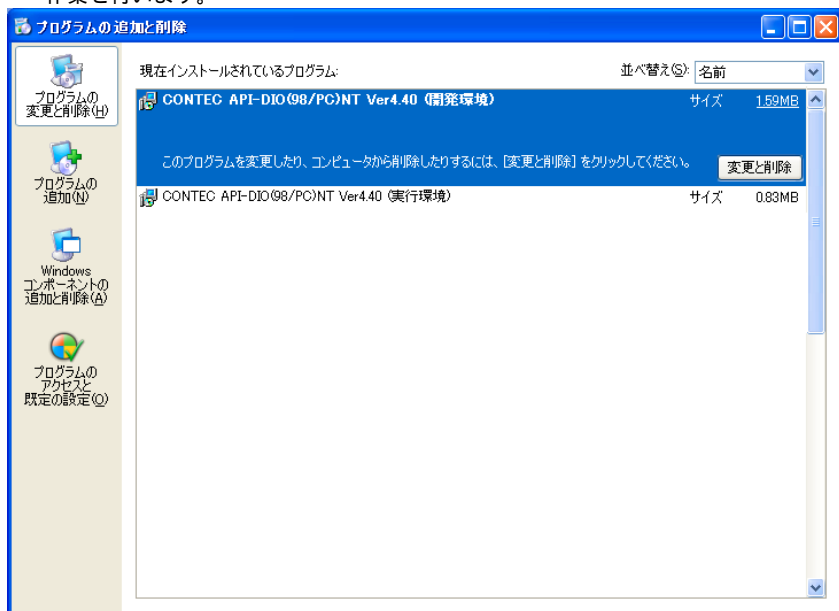 作業を行います。
プログラムの追加と削除
現在インストールされているプログラム:
並べ替え(S): 名前
プログラムの
変更と削除(H)
プログラムの
追加(N)
Windows
コンポーネントの
追加と削除(A)
プログラムの
アクセスと
既定の設定(O)
CONTEC API-DIO(98/PC)NT Ver4.40 (開発環境) サイズ 1.59MB
このプログラムを変更したり、コンピュータから削除したりするには、[変更と削除] をクリックしてください。
変更と削除
CONTEC API-DIO(98/PC)NT Ver4.40 (実行環境) サイズ 0.83MB